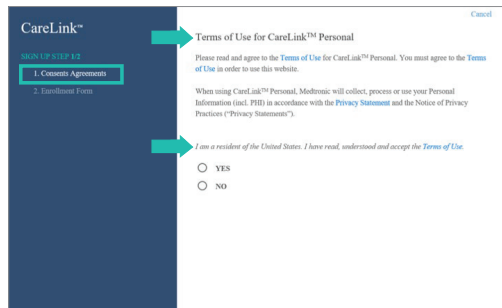 Cancel
CareLink™
SIGN UP STEP 1/2
1. Consents Agreements
2. Enrollment Form
Terms of Use for CareLink™ Personal
Please read and agree to the Terms of Use for CareLink™ Personal. You must agree to the Terms
of Use in order to use this website.
When using CareLink™ Personal, Medtronic will collect, process or use your Personal
Information (incl. PHI) in accordance with the Privacy Statement and the Notice of Privacy
Practices (“Privacy Statements”).
I am a resident of the United States. I have read, understood and accept the Terms of Use.
YES
NO